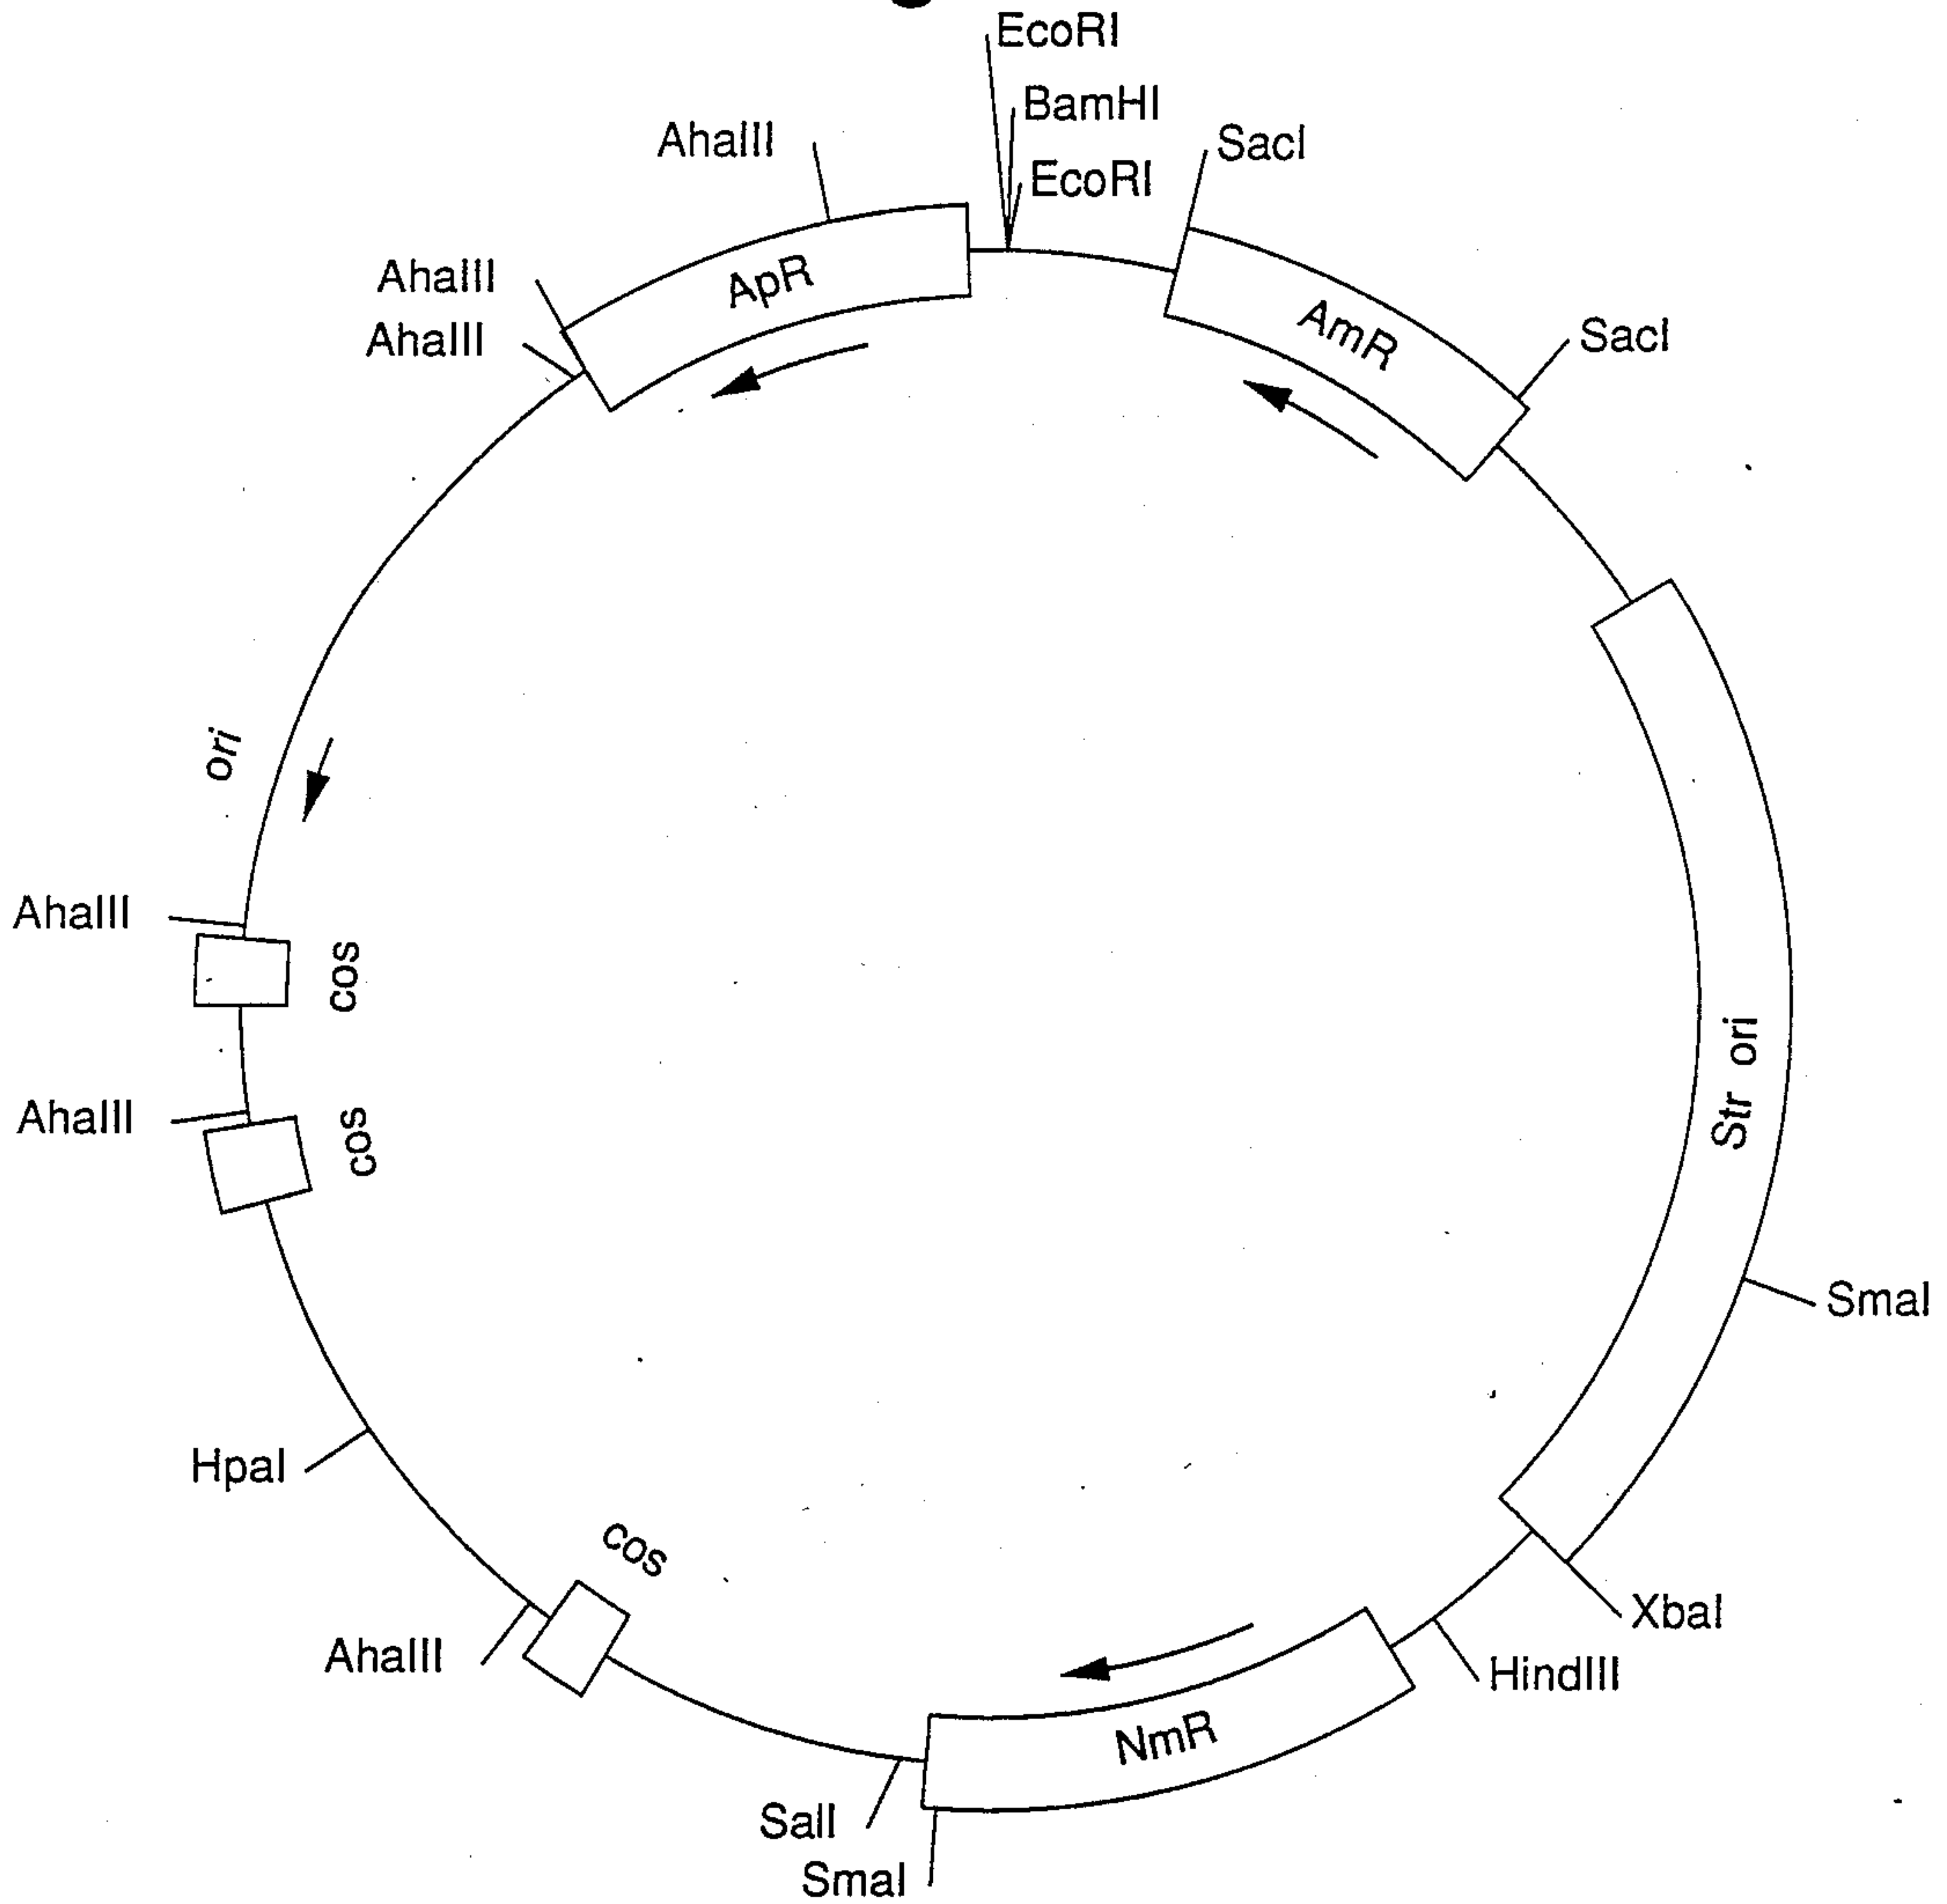 EcoRI
BamHI
EcoRI
SacI
AhaIII
AhaIII
AhaIII
ApR
AmR
SacI
ori
AhaIII
cos
AhaIII
cos
Str ori
SmaI
HpaI
cos
AhaIII
XbaI
HindIII
NmR
SalI
SmaI